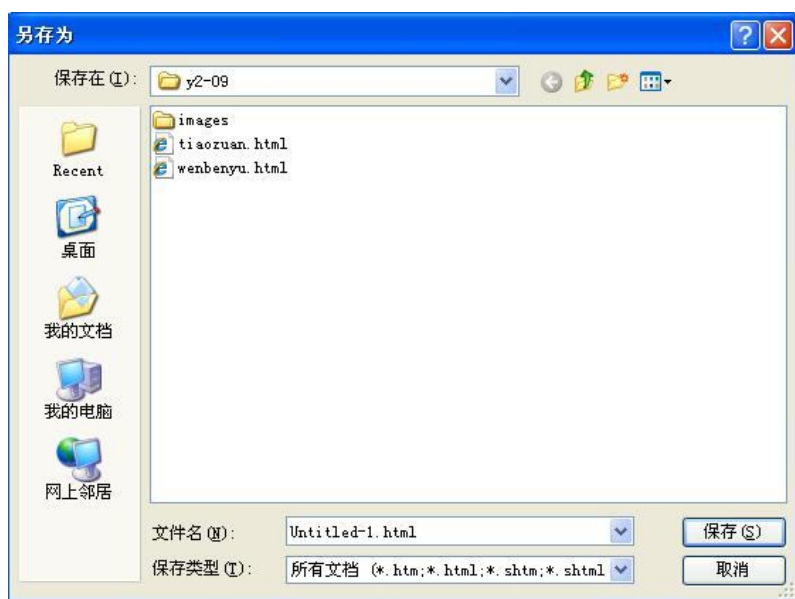 另存为
保存在(I):
y2-09
images
tiaozuan.html
wenbenyu.html
Recent
桌面
我的文档
我的电脑
网上邻居
文件名(N):
Untitled-1.html
保存(S)
保存类型(T):
所有文档 (*.htm;*.html;*.shtm;*.shtml
取消